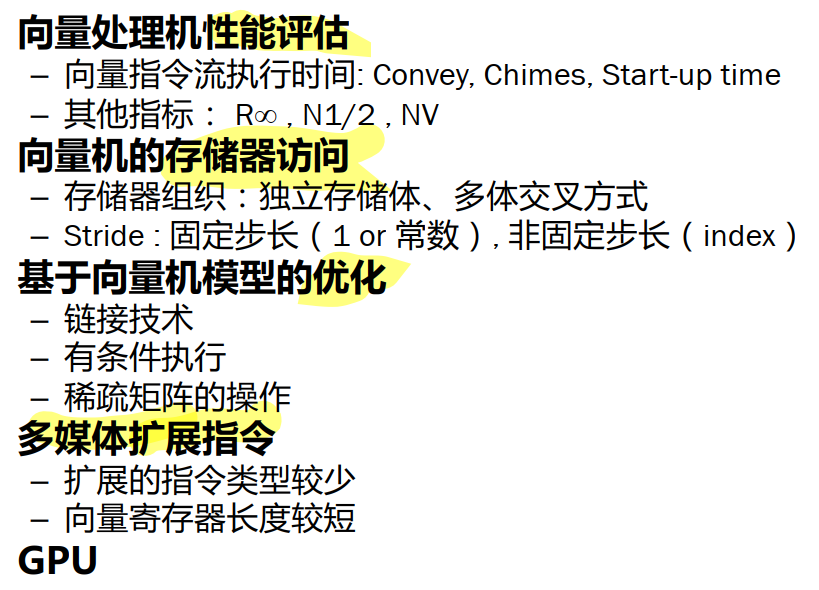 向量处理机性能评估
– 向量指令流执行时间: Convey, Chimes, Start-up time
– 其他指标： R∞ , N1/2 , NV
向量机的存储器访问
– 存储器组织：独立存储体、多体交叉方式
– Stride : 固定步长（1 or 常数）, 非固定步长（index）
基于向量机模型的优化
– 链接技术
– 有条件执行
– 稀疏矩阵的操作
多媒体扩展指令
– 扩展的指令类型较少
– 向量寄存器长度较短
GPU